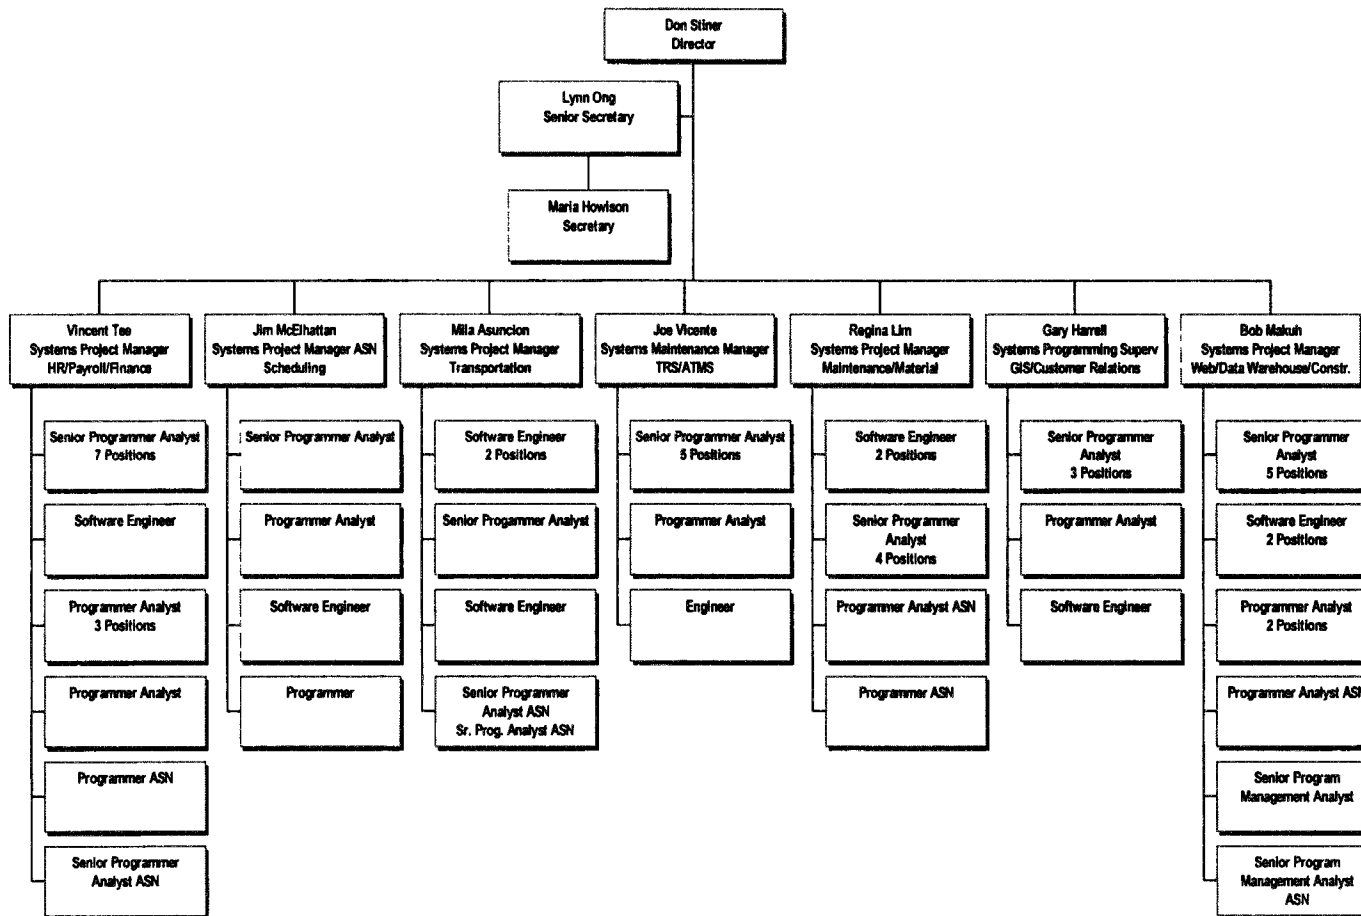 Don Stiner
Director
Lynn Ong
Senior Secretary
Maria Howison
Secretary
Vincent Tee
Systems Project Manager
HR/Payroll/Finance
Jim McElhattan
Systems Project Manager ASN
Scheduling
Mila Asuncion
Systems Project Manager
Transportation
Joe Vicente
Systems Maintenance Manager
TRS/ATMS
Regina Lim
Systems Project Manager
Maintenance/Material
Gary Harrell
Systems Programming Superv
GIS/Customer Relations
Bob Makuh
Systems Project Manager
Web/Data Warehouse/Constr.
Senior Programmer Analyst
7 Positions
Software Engineer
Programmer Analyst
3 Positions
Programmer Analyst
Programmer ASN
Senior Programmer
Analyst ASN
Senior Programmer Analyst
Programmer Analyst
Software Engineer
Programmer
Software Engineer
2 Positions
Senior Progammer Analyst
Software Engineer
Senior Programmer
Analyst ASN
Sr. Prog. Analyst ASN
Senior Programmer Analyst
5 Positions
Programmer Analyst
Engineer
Software Engineer
2 Positions
Senior Programmer
Analyst
4 Positions
Programmer Analyst ASN
Programmer ASN
Senior Programmer
Analyst
3 Positions
Programmer Analyst
Software Engineer
Senior Programmer
Analyst
5 Positions
Software Engineer
2 Positions
Programmer Analyst
2 Positions
Programmer Analyst ASN
Senior Program
Management Analyst
Senior Program
Management Analyst
ASN